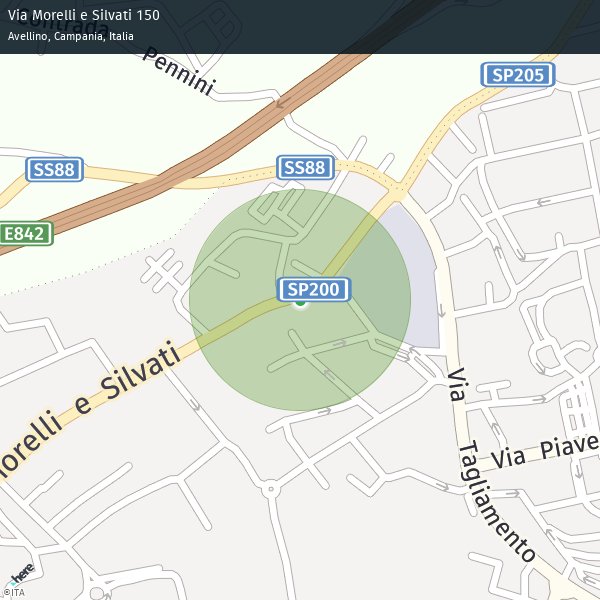 Via Morelli e Silvati 150
Avellino, Campania, Italia
Contrada
Pennini
SP205
SS88
SS88
E842
SP200
Morelli e Silvati
Via
Tagliamento
Via Piave
here
©ITA